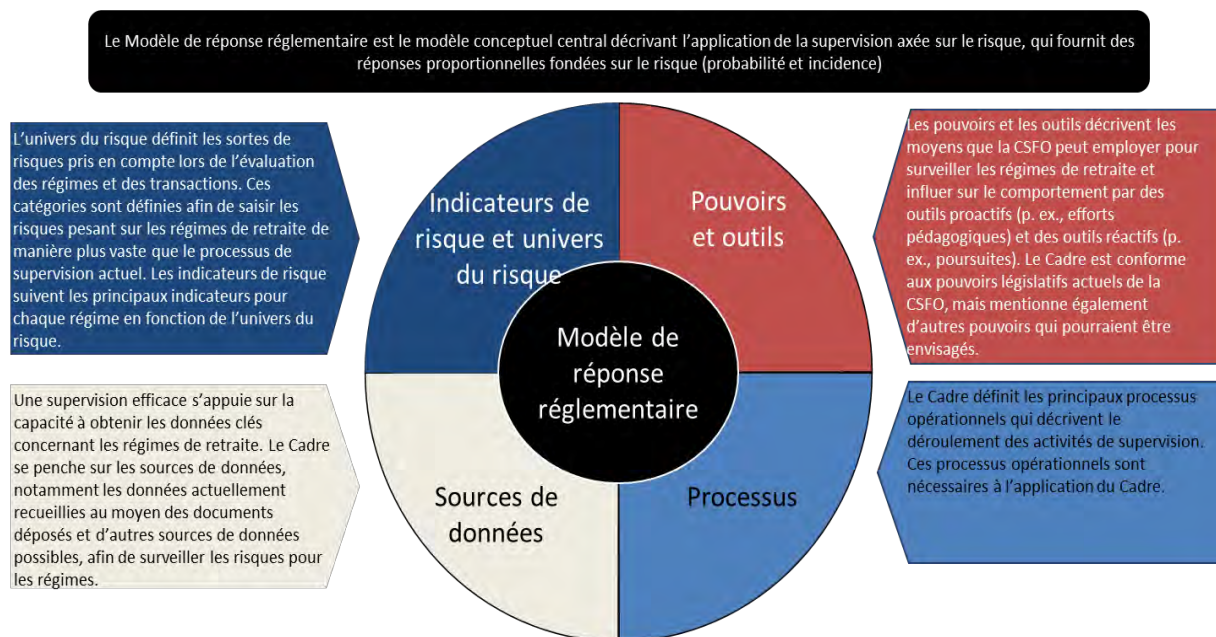 Le Modèle de réponse réglementaire est le modèle conceptuel central décrivant l’application de la supervision axée sur le risque, qui fournit des
réponses proportionnelles fondées sur le risque (probabilité et incidence)
L’univers du risque définit les sortes de
risques pris en compte lors de l’évaluation
des régimes et des transactions. Ces
catégories sont définies afin de saisir les
risques pesant sur les régimes de retraite de
manière plus vaste que le processus de
supervision actuel. Les indicateurs de risque
suivent les principaux indicateurs pour
chaque régime en fonction de l’univers du
risque.
Indicateurs de
risque et univers
du risque
Pouvoirs
et outils
Les pouvoirs et les outils décrivent les
moyens que la CSFO peut employer pour
surveiller les régimes de retraite et
influer sur le comportement par des
outils proactifs (p. ex., efforts
pédagogiques) et des outils réactifs (p.
ex., poursuites). Le Cadre est conforme
aux pouvoirs législatifs actuels de la
CSFO, mais mentionne également
d’autres pouvoirs qui pourraient être
envisagés.
Modèle de
réponse
réglementaire
Une supervision efficace s’appuie sur la
capacité à obtenir les données clés
concernant les régimes de retraite. Le Cadre
se penche sur les sources de données,
notamment les données actuellement
recueillies au moyen des documents
déposés et d’autres sources de données
possibles, afin de surveiller les risques pour
les régimes.
Sources de
données
Processus
Le Cadre définit les principaux processus
opérationnels qui décrivent le
déroulement des activités de supervision.
Ces processus opérationnels sont
nécessaires à l’application du Cadre.